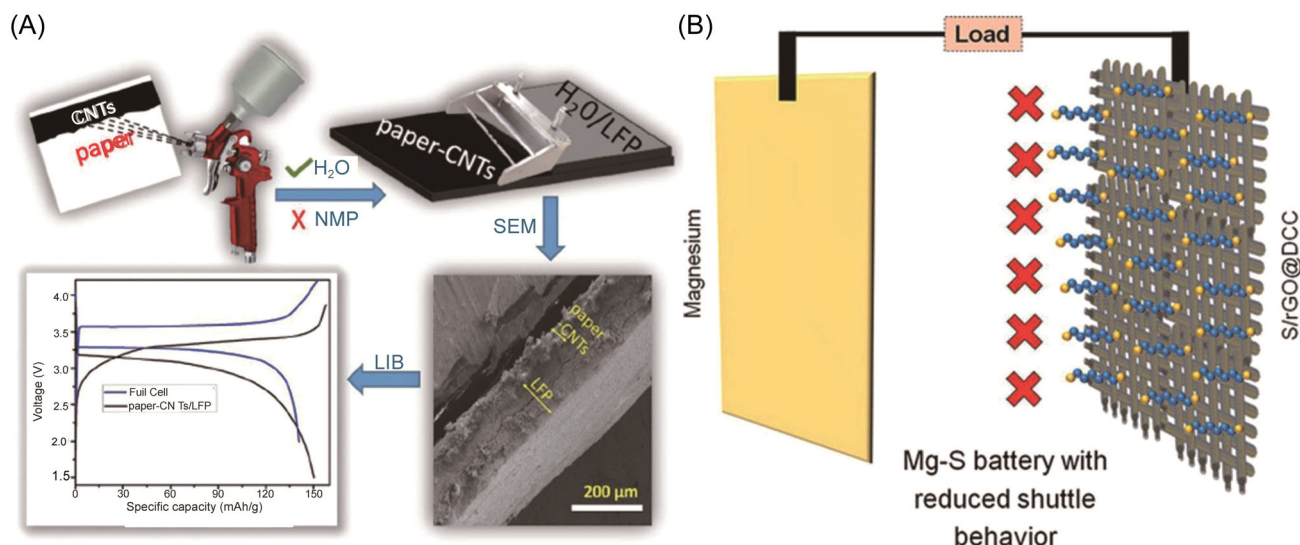 (A)
CNTs
paper
H₂O
NMP
paper-CNTs
H₂O/LFP
SEM
paper
CNTs
LFP
200 µm
LIB
4.0
3.5
3.0
2.5
2.0
1.5
Voltage (V)
Fuil Cell
paper-CN Ts/LFP
0
30
60
90
120
150
Specific capacity (mAh/g)
(B)
Load
Magnesium
S/rGO@DCC
Mg-S battery with
reduced shuttle
behavior